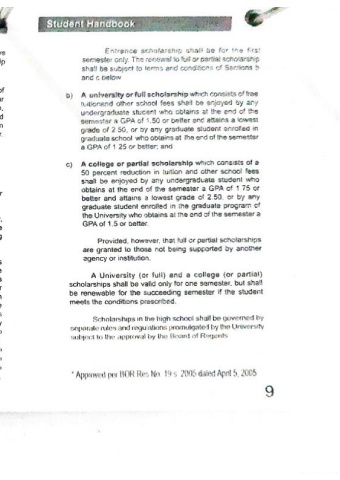 Student Handbook
Entrance scholarship shall be for the first
semester only. The renewal to full or partial scholarship
shall be subject to terms and conditions of Sections b
and c below
b) A university or full scholarship which consists of free
tuitionand other school fees shall be enjoyed by any
undergraduate student who obtains at the end of the
semester a GPA of 1.50 or better and attains a lowest
grade of 2.50, or by any graduate student enrolled in
graduate school who obtains at the end of the semester
a GPA of 1 25 or better; and
c) A college or partial scholarship which consists of a
50 percent reduction in tuition and other school fees
shall be enjoyed by any undergraduate student who
obtains at the end of the semester a GPA of 1 75 or
better and attains a lowest grade of 2.50, or by any
graduate student enrolled in the graduate program of
the University who obtains at the end of the semester a
GPA of 1.5 or better.
Provided, however, that full or partial scholarships
are granted to those not being supported by another
agency or institution.
A University (or full) and a college (or partial)
scholarships shall be valid only for one semester, but shall
be renewable for the succeeding semester if the student
meets the conditions prescribed.
Scholarships in the high school shall be governed by
separate rules and regulations promulgated by the University
subject to the approval by the Board of Regents
* Approved per BOR Res No. 19 s. 2005 dated April 5, 2005
9